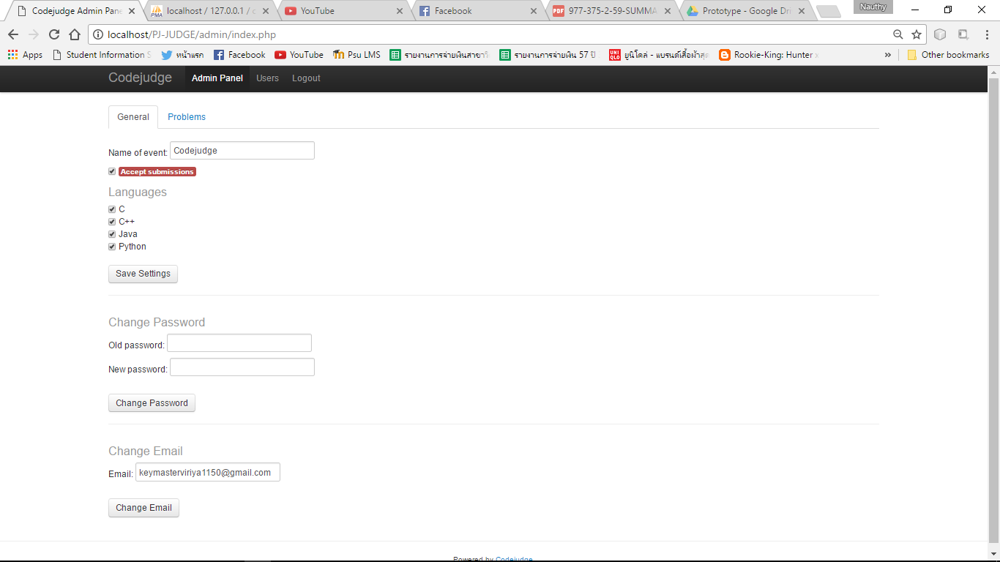 Codejudge Admin Pane
localhost / 127.0.0.1 /
YouTube
Facebook
977-375-2-59-SUMMA
Prototype - Google Dri
Nauthy
localhost/PJ-JUDGE/admin/index.php
Apps Student Information S หน้าแรก Facebook YouTube Psu LMS รายงานการจ่ายเงินสาขาวิ รายงานการจ่ายเงิน 57 ปี ยูนิโคล่ - แบรนด์เสื้อผ้าสุด Rookie-King: Hunter x » Other bookmarks
Codejudge Admin Panel Users Logout
General Problems
Name of event: Codejudge
Accept submissions
Languages
C
C++
Java
Python
Save Settings
Change Password
Old password:
New password:
Change Password
Change Email
Email: keymasterviriya1150@gmail.com
Change Email
Powered by Codejudge